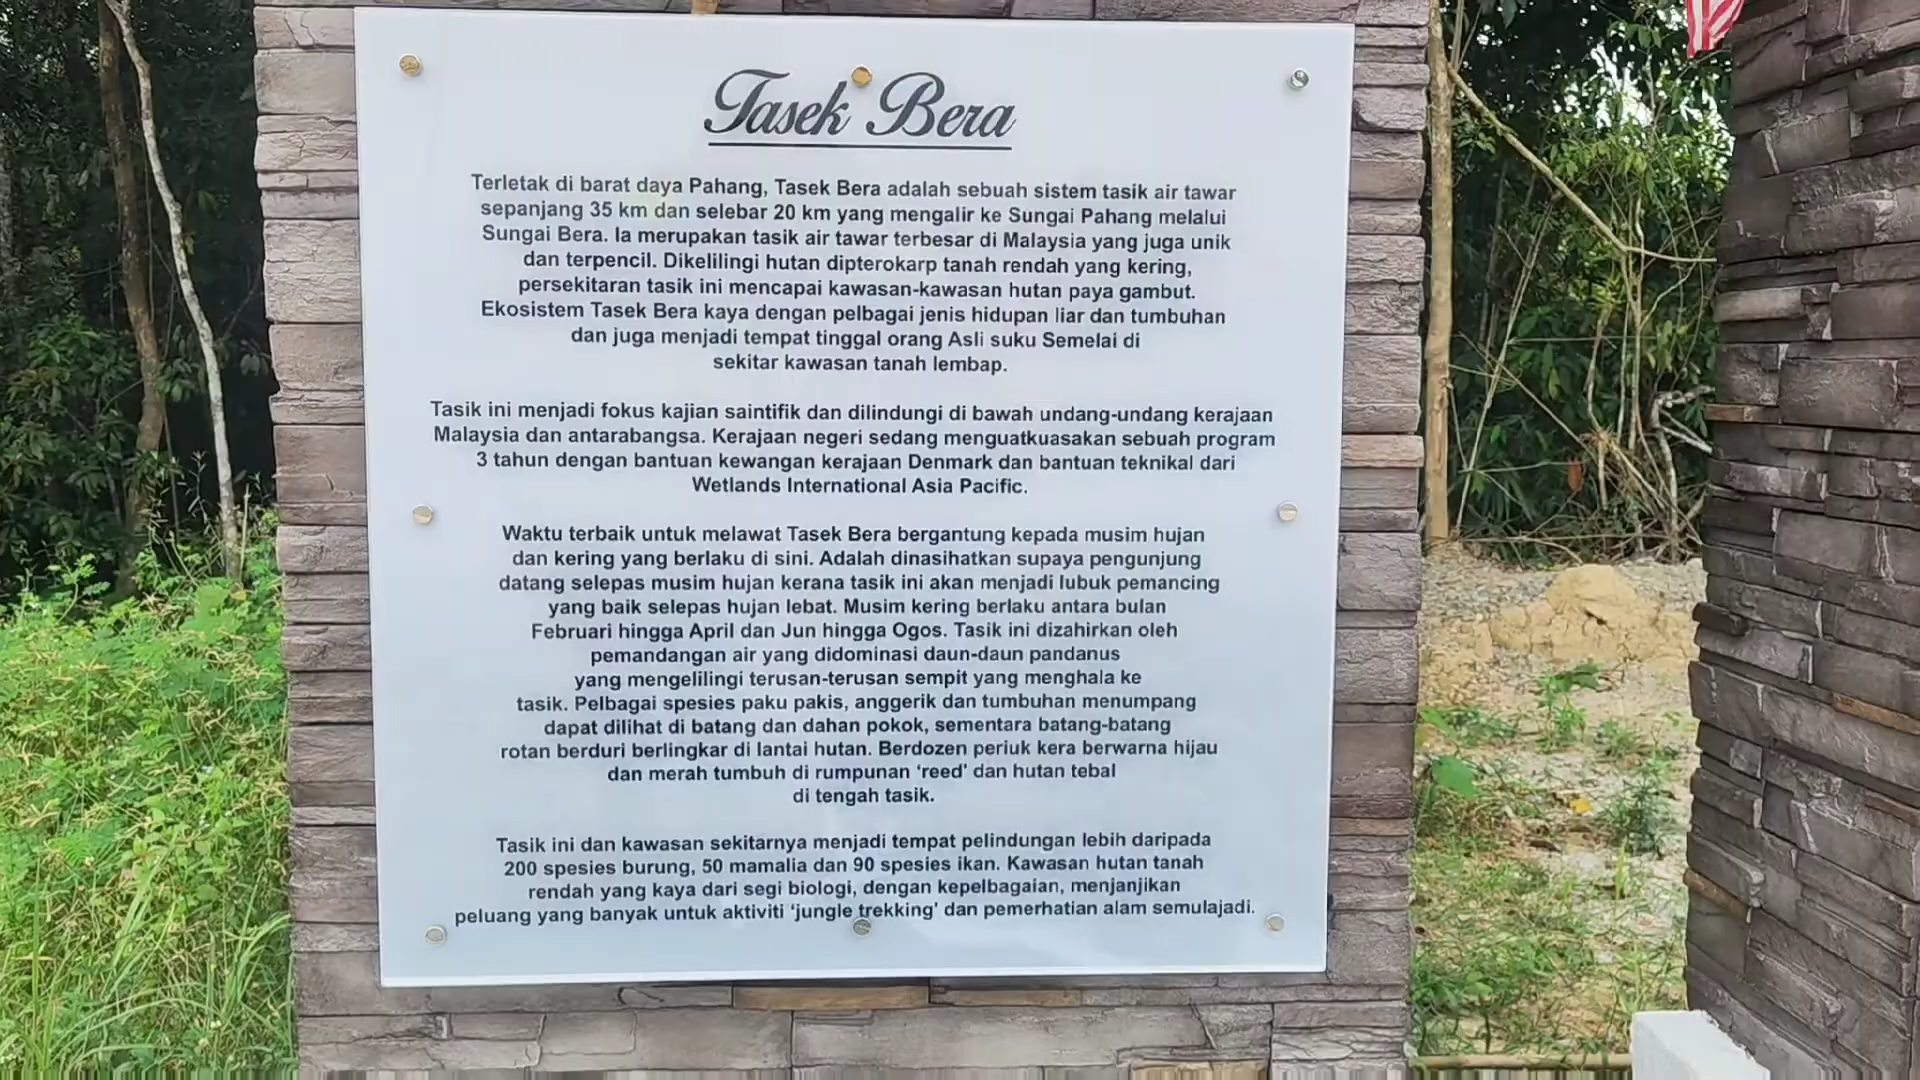 Tasek Bera
Terletak di barat daya Pahang, Tasek Bera adalah sebuah sistem tasik air tawar
sepanjang 35 km dan selebar 20 km yang mengalir ke Sungai Pahang melalui
Sungai Bera. Ia merupakan tasik air tawar terbesar di Malaysia yang juga unik
dan terpencil. Dikelilingi hutan dipterokarp tanah rendah yang kering,
persekitaran tasik ini mencapai kawasan-kawasan hutan paya gambut.
Ekosistem Tasek Bera kaya dengan pelbagai jenis hidupan liar dan tumbuhan
dan juga menjadi tempat tinggal orang Asli suku Semelai di
sekitar kawasan tanah lembap.
Tasik ini menjadi fokus kajian saintifik dan dilindungi di bawah undang-undang kerajaan
Malaysia dan antarabangsa. Kerajaan negeri sedang menguatkuasakan sebuah program
3 tahun dengan bantuan kewangan kerajaan Denmark dan bantuan teknikal dari
Wetlands International Asia Pacific.
Waktu terbaik untuk melawat Tasek Bera bergantung kepada musim hujan
dan kering yang berlaku di sini. Adalah dinasihatkan supaya pengunjung
datang selepas musim hujan kerana tasik ini akan menjadi lubuk pemancing
yang baik selepas hujan lebat. Musim kering berlaku antara bulan
Februari hingga April dan Jun hingga Ogos. Tasik ini dizahirkan oleh
pemandangan air yang didominasi daun-daun pandanus
yang mengelilingi terusan-terusan sempit yang menghala ke
tasik. Pelbagai spesies paku pakis, anggerik dan tumbuhan menumpang
dapat dilihat di batang dan dahan pokok, sementara batang-batang
rotan berduri berlingkar di lantai hutan. Berdozen periuk kera berwarna hijau
dan merah tumbuh di rumpunan ‘reed’ dan hutan tebal
di tengah tasik.
Tasik ini dan kawasan sekitarnya menjadi tempat pelindungan lebih daripada
200 spesies burung, 50 mamalia dan 90 spesies ikan. Kawasan hutan tanah
rendah yang kaya dari segi biologi, dengan kepelbagaian, menjanjikan
peluang yang banyak untuk aktiviti ‘jungle trekking’ dan pemerhatian alam semulajadi.